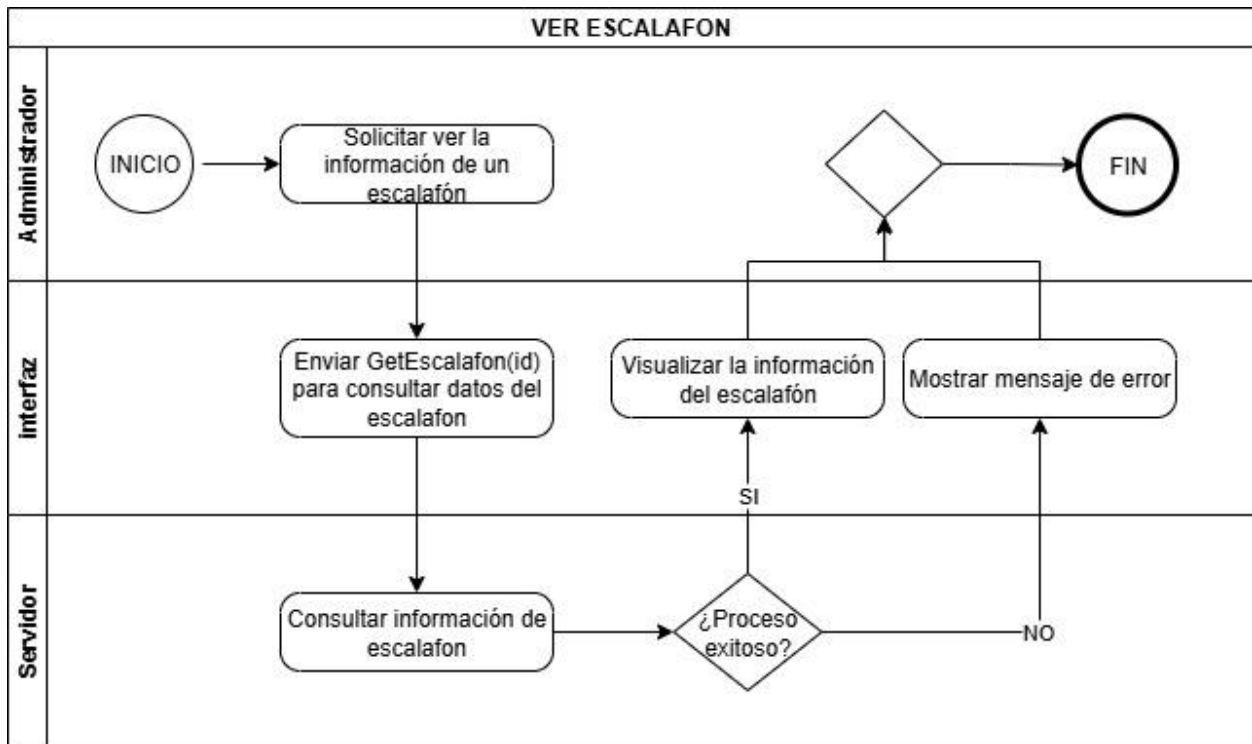 VER ESCALAFON
Administrador
INICIO
Solicitar ver la
información de un
escalafón
FIN
interfaz
Enviar GetEscalafon(id)
para consultar datos del
escalafon
Visualizar la información
del escalafón
Mostrar mensaje de error
SI
Servidor
Consultar información de
escalafon
¿Proceso
exitoso?
NO